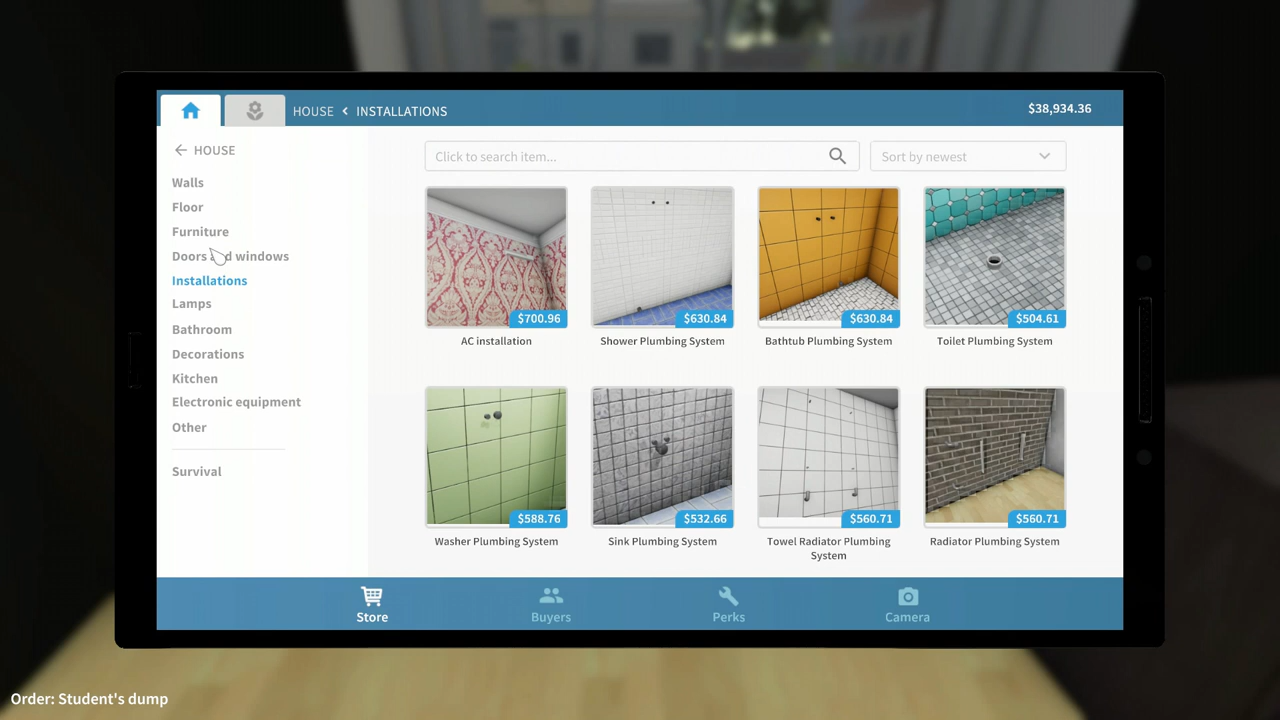 HOUSE < INSTALLATIONS
$38,934.36
HOUSE
Walls
Floor
Furniture
Doors and windows
Installations
Lamps
Bathroom
Decorations
Kitchen
Electronic equipment
Other
Survival
Click to search item...
Sort by newest
$700.96
$630.84
$630.84
$504.61
AC installation
Shower Plumbing System
Bathtub Plumbing System
Toilet Plumbing System
$588.76
$532.66
$560.71
$560.71
Washer Plumbing System
Sink Plumbing System
Towel Radiator Plumbing
System
Radiator Plumbing System
Store
Buyers
Perks
Camera
Order: Student's dump